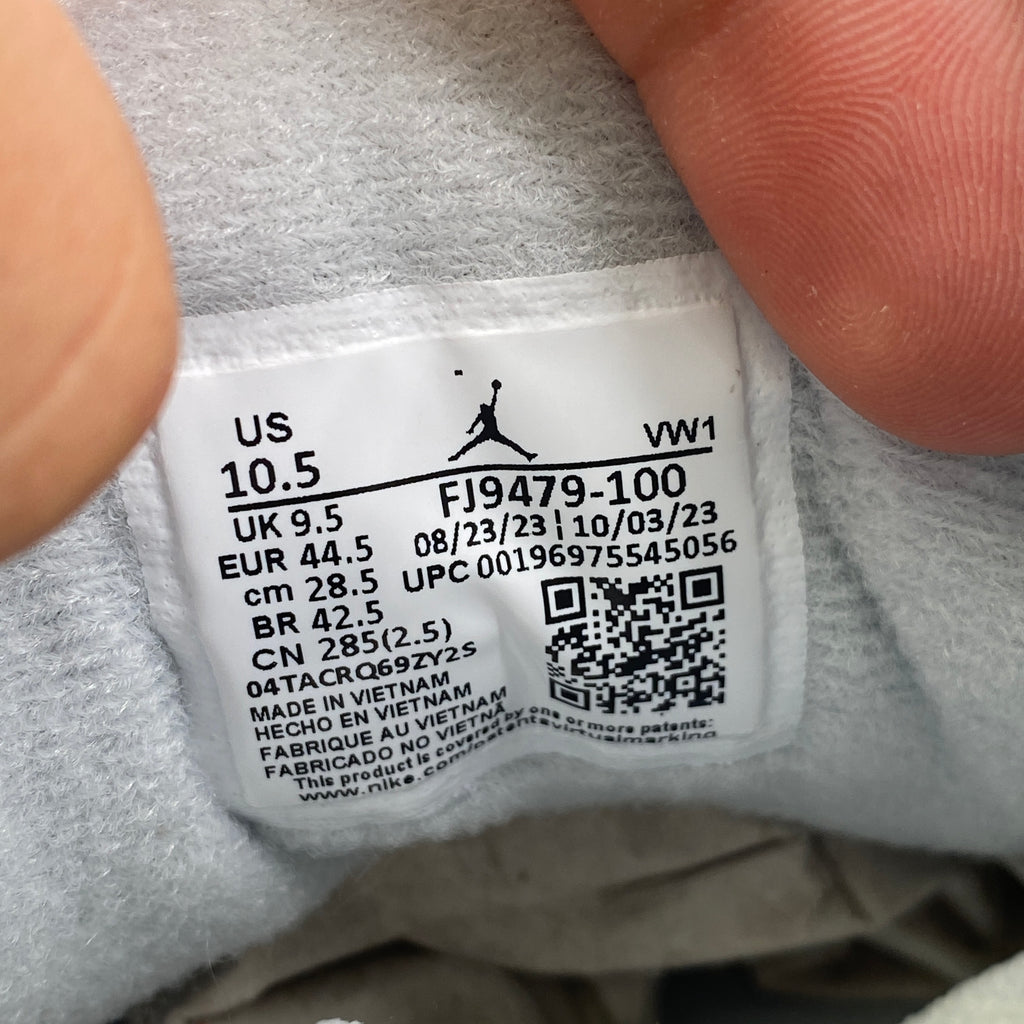 US
10.5
VW1
FJ9479-100
UK 9.5
08/23/23 ¦ 10/03/23
EUR 44.5
UPC 00196975545056
cm 28.5
BR 42.5
CN 285(2.5)
04TACRQ69ZY2S
MADE IN VIETNAM
HECHO EN VIETNAM
FABRIQUE AU VIETNAM
FABRICADO NO VIETNÃ
This product is covered by one or more patents:
www.nike.com/patentsvirtualmarking